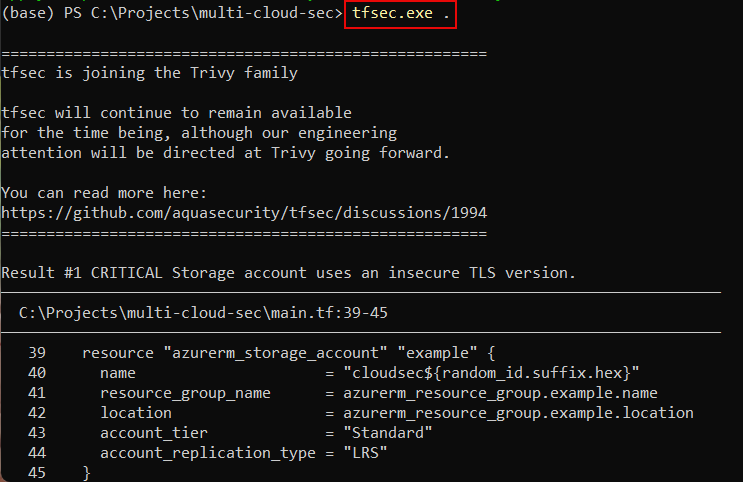 (base) PS C:\Projects\multi-cloud-sec> tfsec.exe .
======================================================
tfsec is joining the Trivy family
tfsec will continue to remain available
for the time being, although our engineering
attention will be directed at Trivy going forward.
You can read more here:
https://github.com/aquasecurity/tfsec/discussions/1994
======================================================
Result #1 CRITICAL Storage account uses an insecure TLS version.
C:\Projects\multi-cloud-sec\main.tf:39-45
39    resource "azurerm_storage_account" "example" {
40      name                     = "cloudsec${random_id.suffix.hex}"
41      resource_group_name      = azurerm_resource_group.example.name
42      location                 = azurerm_resource_group.example.location
43      account_tier             = "Standard"
44      account_replication_type = "LRS"
45    }